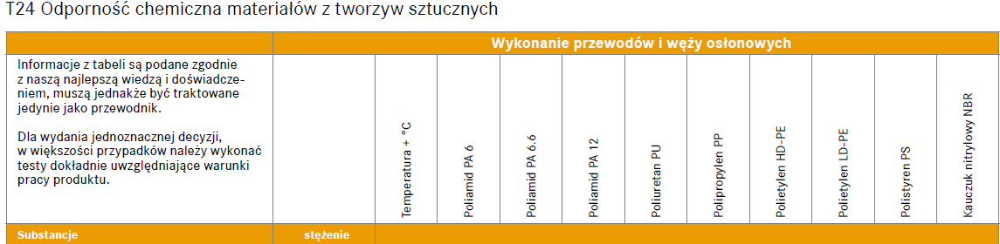 T24 Odporność chemiczna materiałów z tworzyw sztucznych
Wykonanie przewodów i węży osłonowych
Informacje z tabeli są podane zgodnie
z naszą najlepszą wiedzą i doświadcze-
niem, muszą jednakże być traktowane
jedynie jako przewodnik.
Dla wydania jednoznacznej decyzji,
w większości przypadków należy wykonać
testy dokładnie uwzględniające warunki
pracy produktu.
Temperatura + °C
Poliamid PA 6
Poliamid PA 6.6
Poliamid PA 12
Poliuretan PU
Polipropylen PP
Polietylen HD-PE
Polietylen LD-PE
Polistyren PS
Kauczuk nitrylowy NBR
Substancje
stężenie